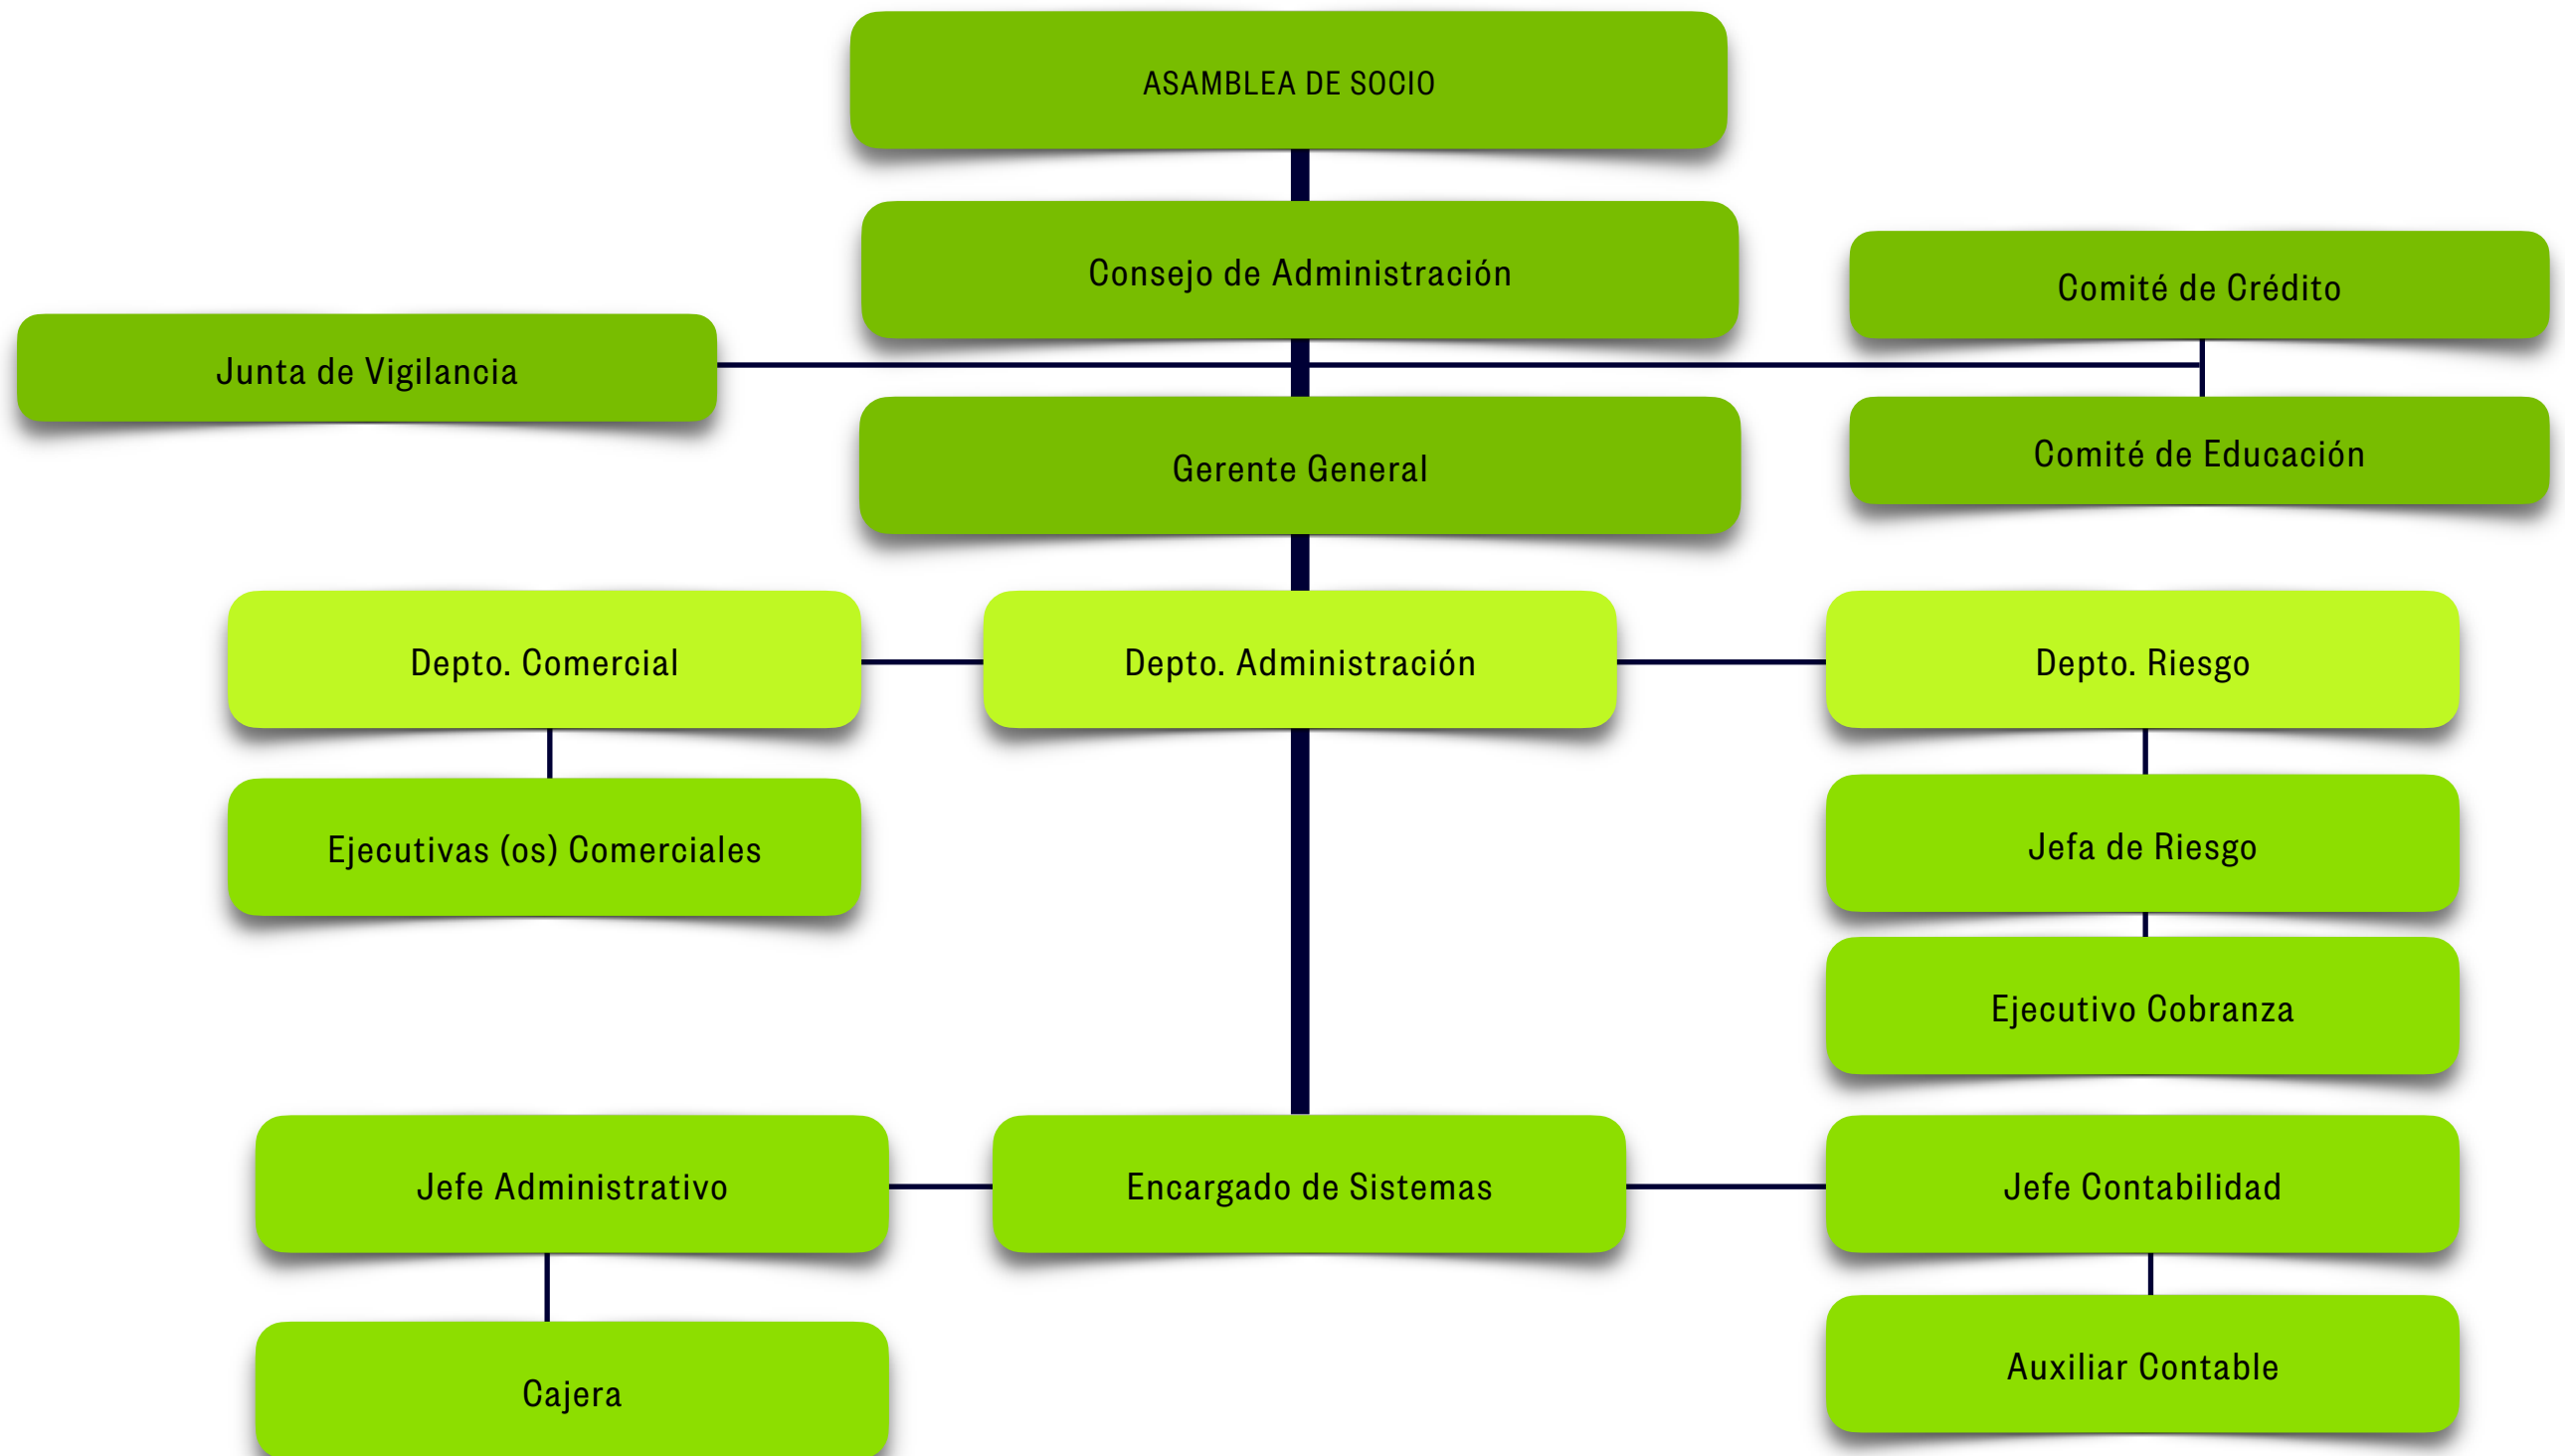 ASAMBLEA DE SOCIO
Consejo de Administración
Comité de Crédito
Junta de Vigilancia
Gerente General
Comité de Educación
Depto. Comercial
Depto. Administración
Depto. Riesgo
Ejecutivas (os) Comerciales
Jefa de Riesgo
Ejecutivo Cobranza
Jefe Administrativo
Encargado de Sistemas
Jefe Contabilidad
Auxiliar Contable
Cajera